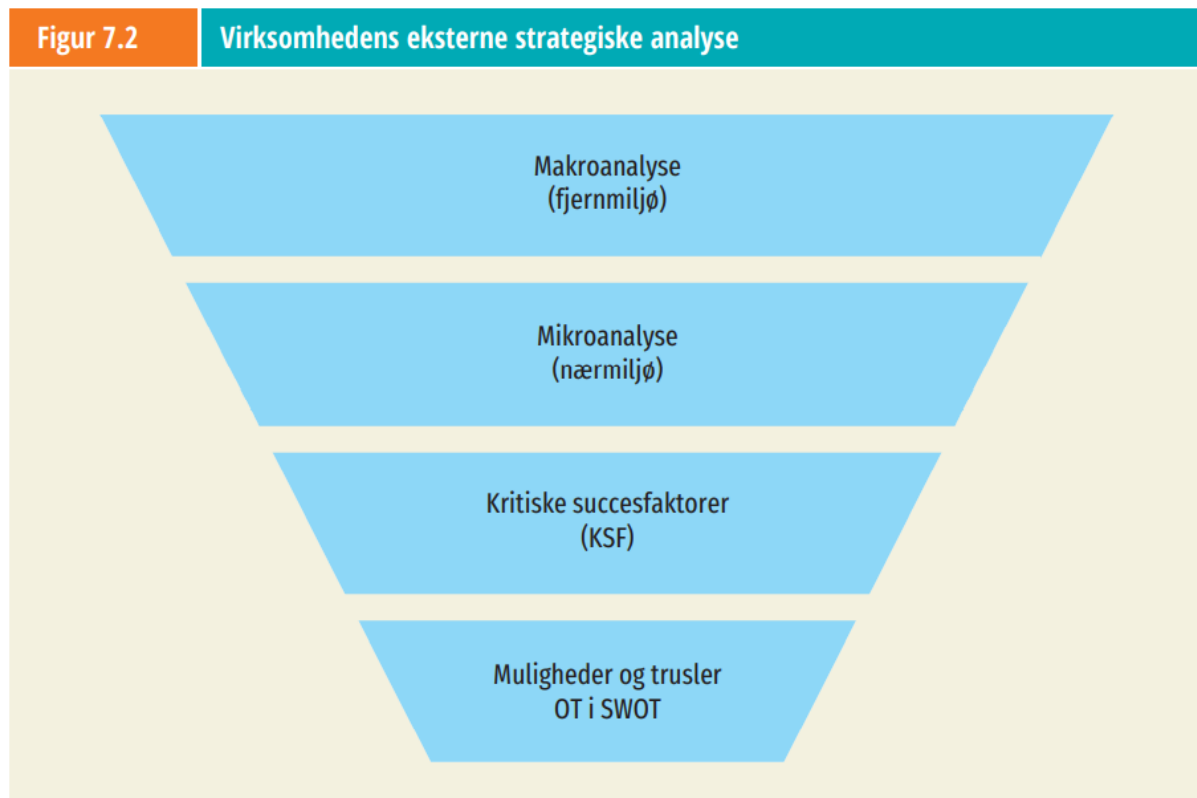 Figur 7.2
Virksomhedens eksterne strategiske analyse
Makroanalyse
(fjernmiljø)
Mikroanalyse
(nærmiljø)
Kritiske succesfaktorer
(KSF)
Muligheder og trusler
OT i SWOT